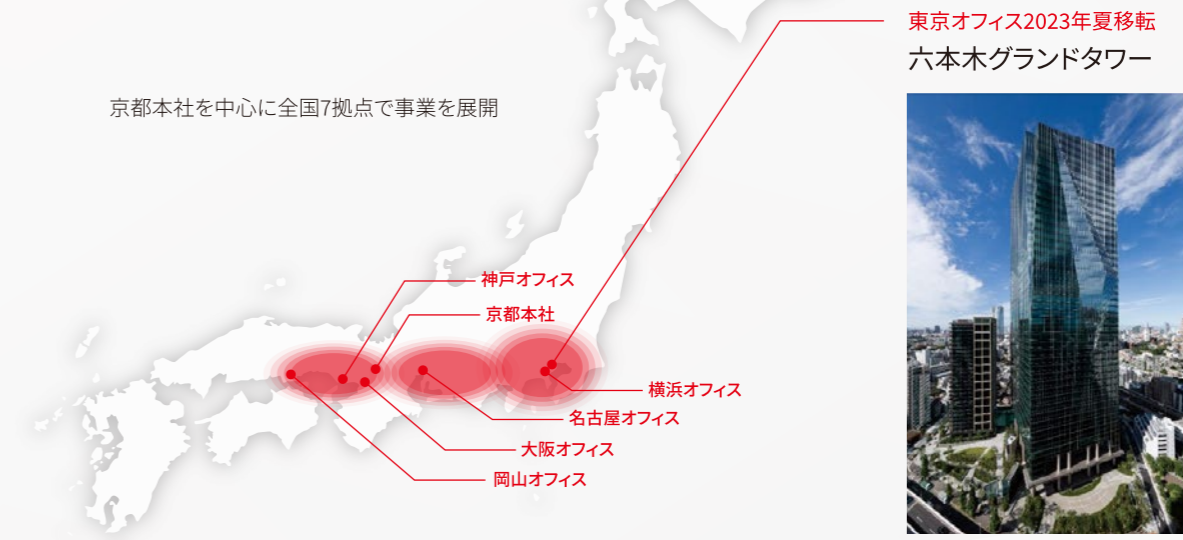 東京オフィス2023年夏移転
六本木グランドタワー
京都本社を中心に全国7拠点で事業を展開
神戸オフィス
京都本社
横浜オフィス
名古屋オフィス
大阪オフィス
岡山オフィス